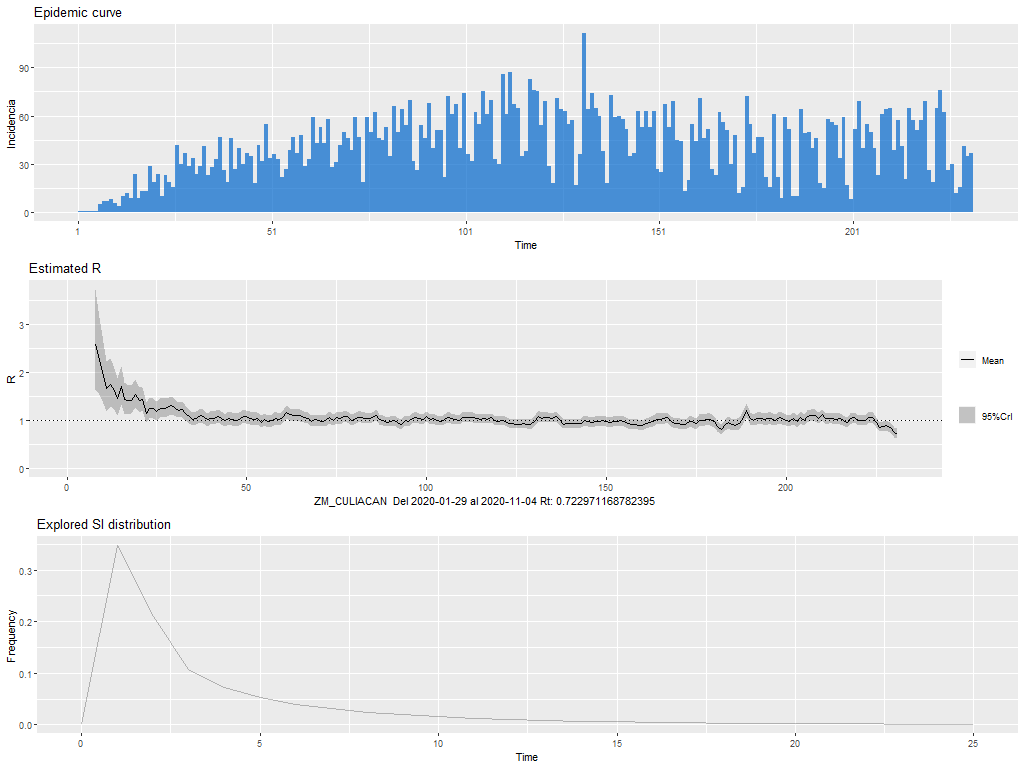 Epidemic curve
Incidencia
90
60
30
0
1
51
101
151
201
Time
Estimated R
R
3
2
1
0
0
50
100
150
200
ZM_CULIACAN Del 2020-01-29 al 2020-11-04 Rt: 0.722971168782395
Mean
95%CrI
Explored SI distribution
Frequency
0.3
0.2
0.1
0.0
0
5
10
15
20
25
Time